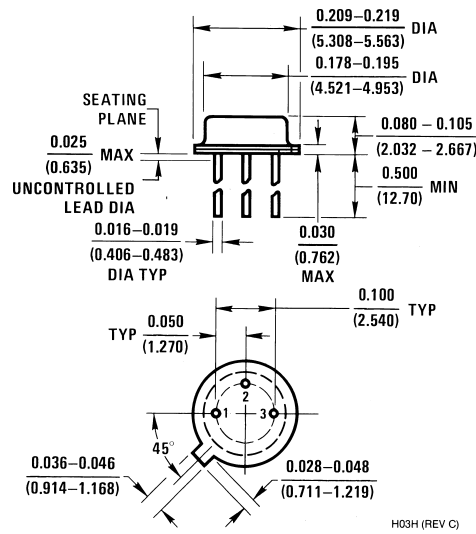 0.209–0.219
(5.308–5.563)
DIA
0.178–0.195
(4.521–4.953)
DIA
SEATING
PLANE
0.025
(0.635)
MAX
0.080 – 0.105
(2.032 – 2.667)
UNCONTROLLED
LEAD DIA
0.500
(12.70)
MIN
0.016–0.019
(0.406–0.483)
DIA TYP
0.030
(0.762)
MAX
0.100
(2.540)
TYP
TYP
0.050
(1.270)
2
1
3
45°
0.036–0.046
(0.914–1.168)
0.028–0.048
(0.711–1.219)
H03H (REV C)